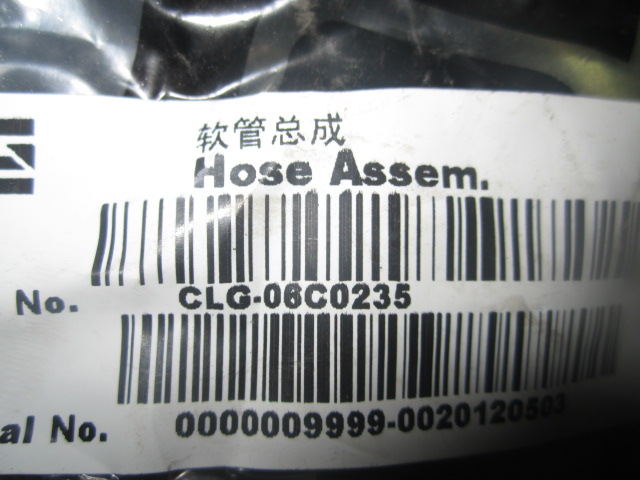 软管总成
Hose Assem.
No. CLG-06C0235
al No. 0000009999-0020120503